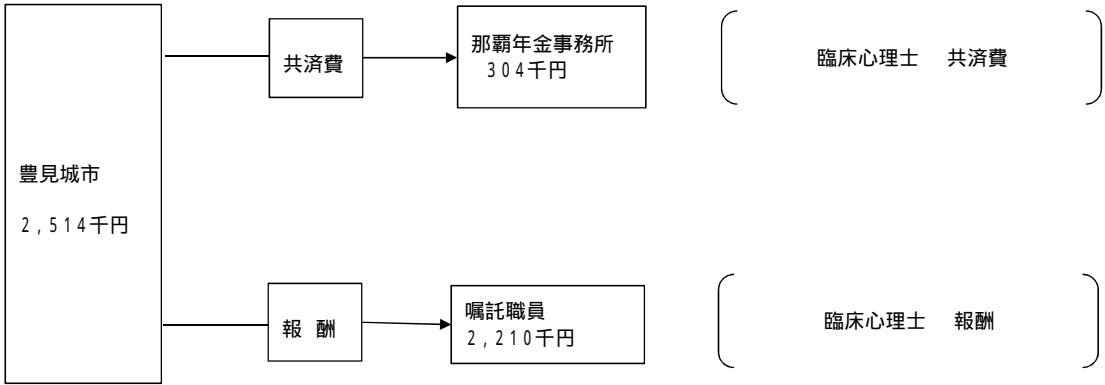 豊見城市
2,514千円
共済費
那覇年金事務所
304千円
臨床心理士 共済費
報 酬
嘱託職員
2,210千円
臨床心理士 報酬